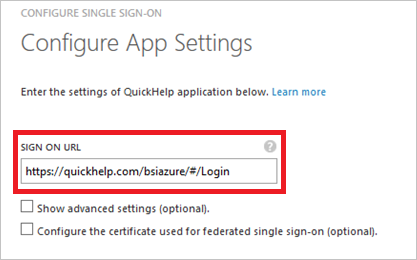 CONFIGURE SINGLE SIGN-ON
Configure App Settings
Enter the settings of QuickHelp application below. Learn more
SIGN ON URL
?
https://quickhelp.com/bsiazure/#/Login
Show advanced settings (optional).
Configure the certificate used for federated single sign-on (optional).